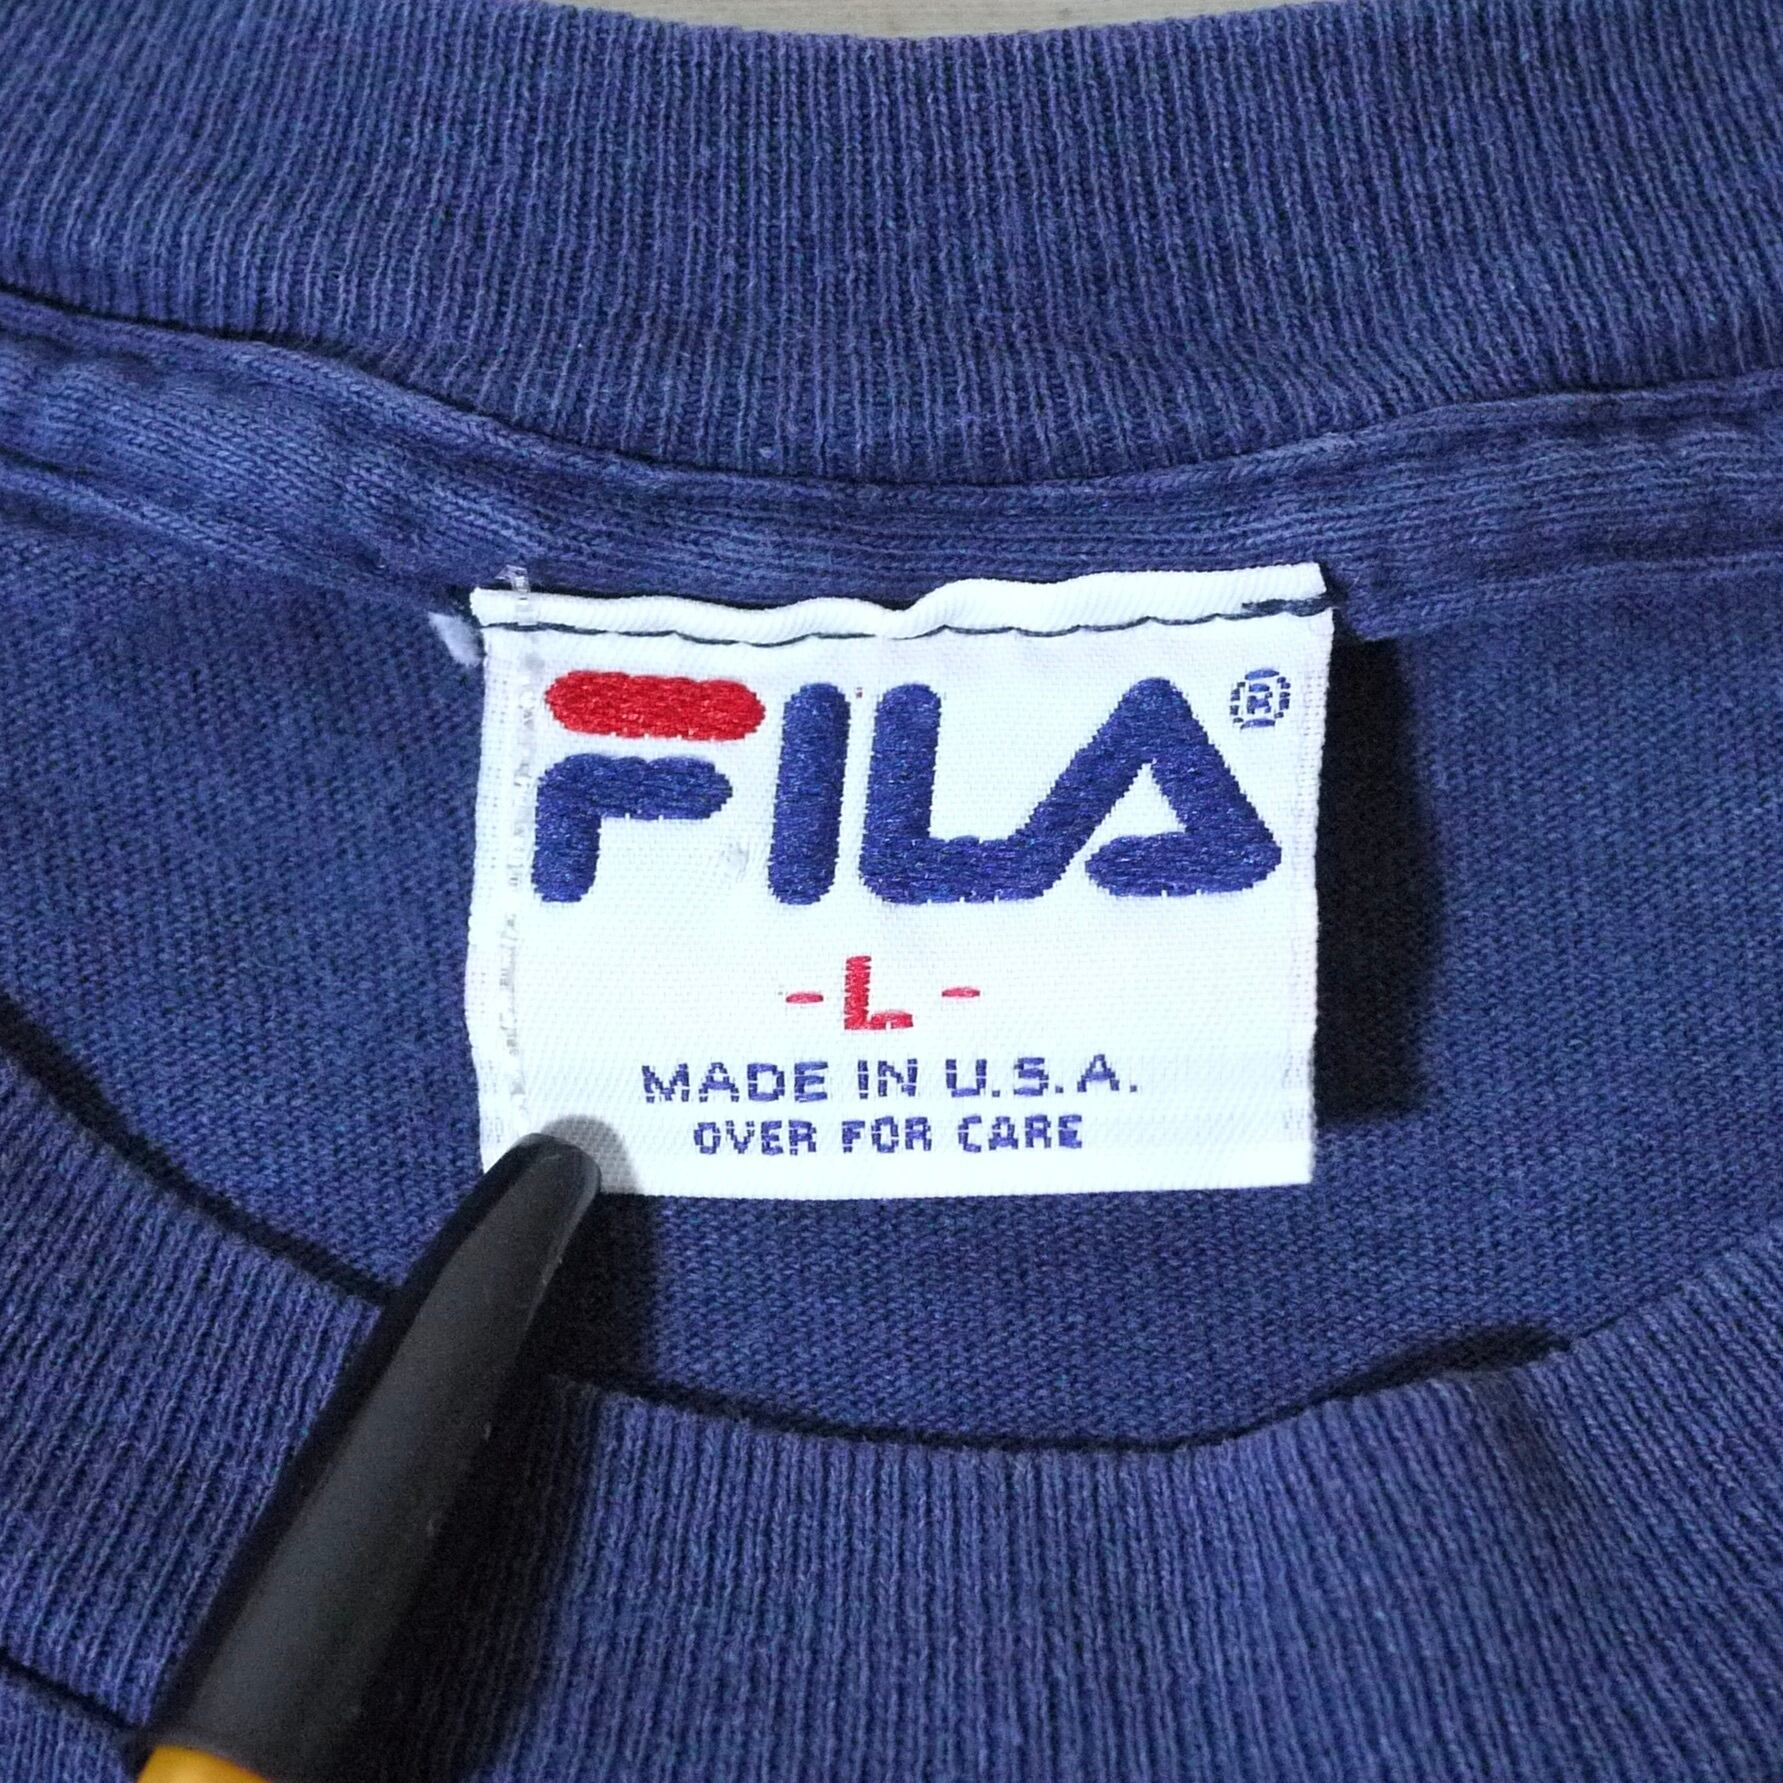 FILA®
-L-
MADE IN U.S.A.
OVER FOR CARE